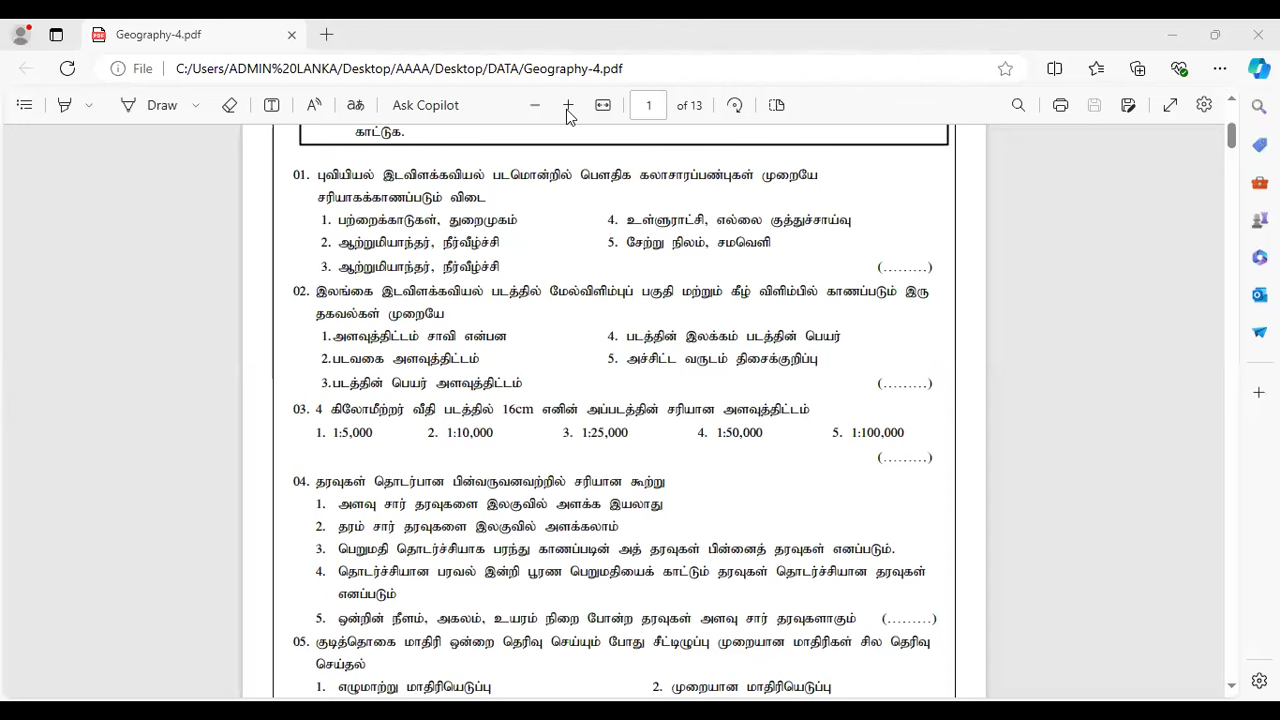 Geography-4.pdf
File C:/Users/ADMIN%20LANKA/Desktop/AAAA/Desktop/DATA/Geography-4.pdf
Draw Ask Copilot 1 of 13
காட்டுக.
01. புவியியல் இடவிளக்கவியல் படமொன்றில் பௌதிக கலாசாரப்பண்புகள் முறையே
சரியாகக்காணப்படும் விடை
1. பற்றைக்காடுகள், துறைமுகம் 4. உள்ளுராட்சி, எல்லை குத்துச்சாய்வு
2. ஆற்றுமியாந்தர், நீர்வீழ்ச்சி 5. சேற்று நிலம், சமவெளி
3. ஆற்றுமியாந்தர், நீர்வீழ்ச்சி (.........)
02. இலங்கை இடவிளக்கவியல் படத்தில் மேல்விளிம்புப் பகுதி மற்றும் கீழ் விளிம்பில் காணப்படும் இரு
தகவல்கள் முறையே
1.அளவுத்திட்டம் சாவி என்பன 4. படத்தின் இலக்கம் படத்தின் பெயர்
2.படவகை அளவுத்திட்டம் 5. அச்சிட்ட வருடம் திசைக்குறிப்பு
3.படத்தின் பெயர் அளவுத்திட்டம் (.........)
03. 4 கிலோமீற்றர் வீதி படத்தில் 16cm எனின் அப்படத்தின் சரியான அளவுத்திட்டம்
1. 1:5,000 2. 1:10,000 3. 1:25,000 4. 1:50,000 5. 1:100,000
(.........)
04. தரவுகள் தொடர்பான பின்வருவனவற்றில் சரியான கூற்று
1. அளவு சார் தரவுகளை இலகுவில் அளக்க இயலாது
2. தரம் சார் தரவுகளை இலகுவில் அளக்கலாம்
3. பெறுமதி தொடர்ச்சியாக பரந்து காணப்படின் அத் தரவுகள் பின்னைத் தரவுகள் எனப்படும்.
4. தொடர்ச்சியான பரவல் இன்றி பூரண பெறுமதியைக் காட்டும் தரவுகள் தொடர்ச்சியான தரவுகள்
எனப்படும்
5. ஒன்றின் நீளம், அகலம், உயரம் நிறை போன்ற தரவுகள் அளவு சார் தரவுகளாகும் (.........)
05. குடித்தொகை மாதிரி ஒன்றை தெரிவு செய்யும் போது சீட்டிழுப்பு முறையான மாதிரிகள் சில தெரிவு
செய்தல்
1. எழுமாற்று மாதிரியெடுப்பு 2. முறையான மாதிரியெடுப்பு